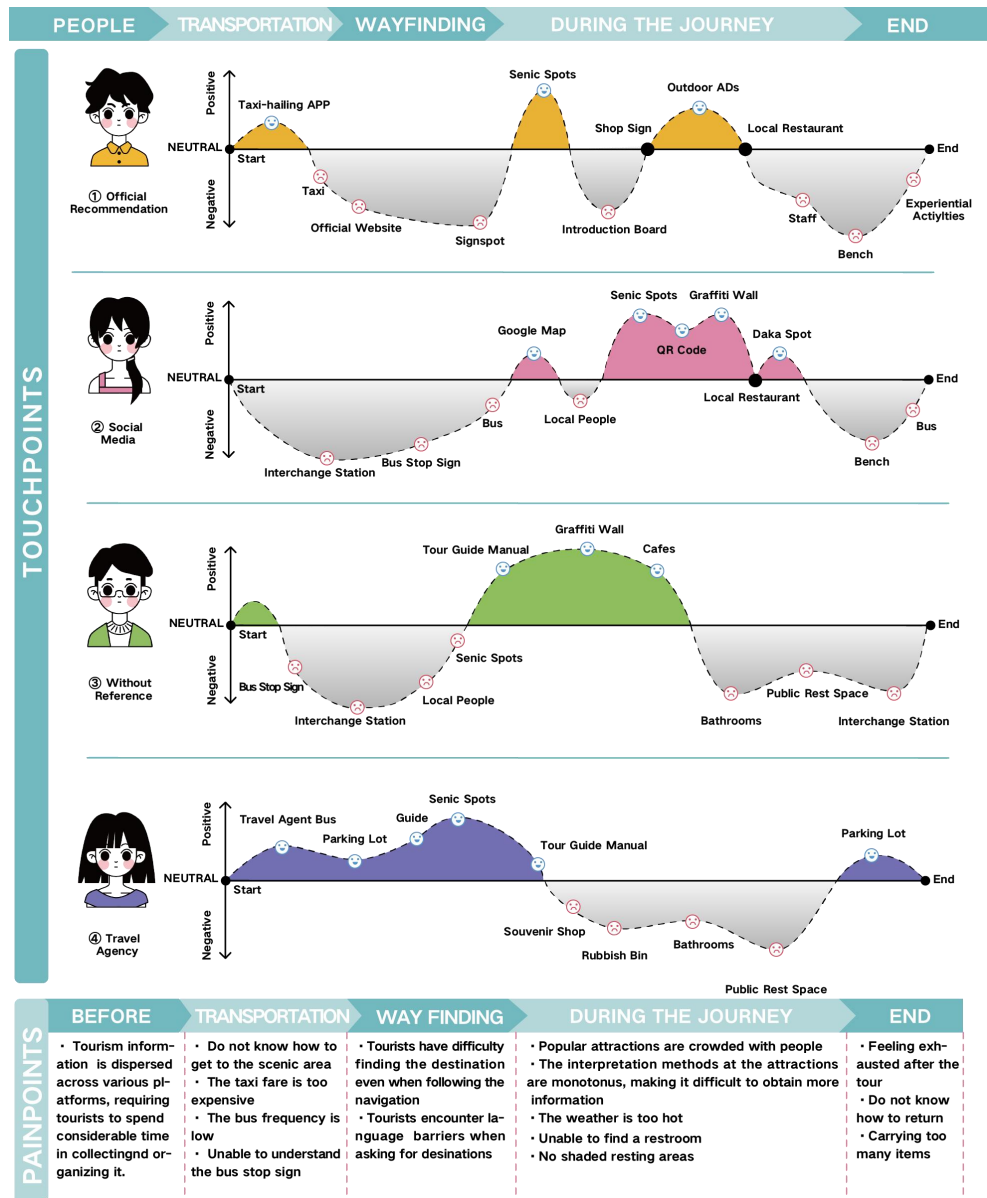 PEOPLE
TRANSPORTATION
WAYFINDING
DURING THE JOURNEY
END
TOUCHPOINTS
① Official
Recommendation
Positive
NEUTRAL
Negative
Start
Taxi-hailing APP
Taxi
Official Website
Signspot
Senic Spots
Introduction Board
Shop Sign
Outdoor ADs
Local Restaurant
Staff
Bench
Experiential
Activlties
End
② Social
Media
Positive
NEUTRAL
Negative
Start
Interchange Station
Bus Stop Sign
Bus
Google Map
Local People
Senic Spots
QR Code
Graffiti Wall
Local Restaurant
Daka Spot
Bench
Bus
End
③ Without
Reference
Positive
NEUTRAL
Negative
Start
Bus Stop Sign
Interchange Station
Local People
Senic Spots
Tour Guide Manual
Graffiti Wall
Cafes
Bathrooms
Public Rest Space
Interchange Station
End
④ Travel
Agency
Positive
NEUTRAL
Negative
Start
Travel Agent Bus
Parking Lot
Guide
Senic Spots
Tour Guide Manual
Souvenir Shop
Rubbish Bin
Bathrooms
Public Rest Space
Parking Lot
End
PAINPOINTS
BEFORE
· Tourism inform-
ation is dispersed
across various pl-
atforms, requiring
tourists to spend
considerable time
in collectingnd or-
ganizing it.
TRANSPORTATION
· Do not know how to
get to the scenic area
· The taxi fare is too
expensive
· The bus frequency is
low
· Unable to understand
the bus stop sign
WAY FINDING
· Tourists have difficulty
finding the destination
even when following the
navigation
· Tourists encounter la-
nguage barriers when
asking for desinations
DURING THE JOURNEY
· Popular attractions are crowded with people
· The interpretation methods at the attractions
are monotonus, making it difficult to obtain more
information
· The weather is too hot
· Unable to find a restroom
· No shaded resting areas
END
· Feeling exh-
austed after the
tour
· Do not know
how to return
· Carrying too
many items